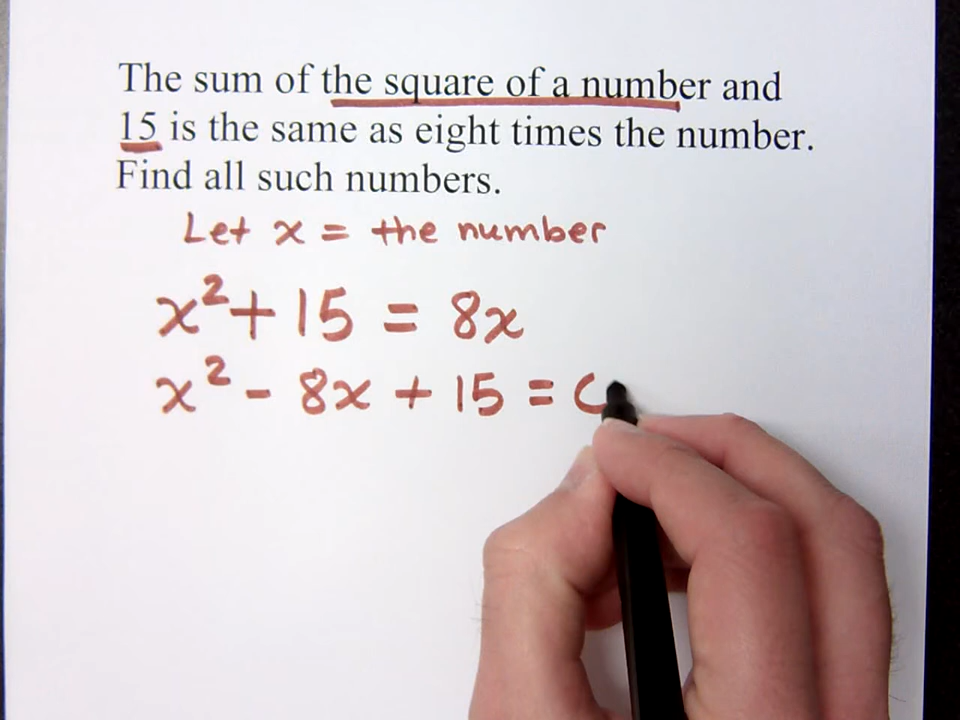 The sum of the square of a number and
15 is the same as eight times the number.
Find all such numbers.
Let x = the number
x² + 15 = 8x
x² - 8x + 15 =